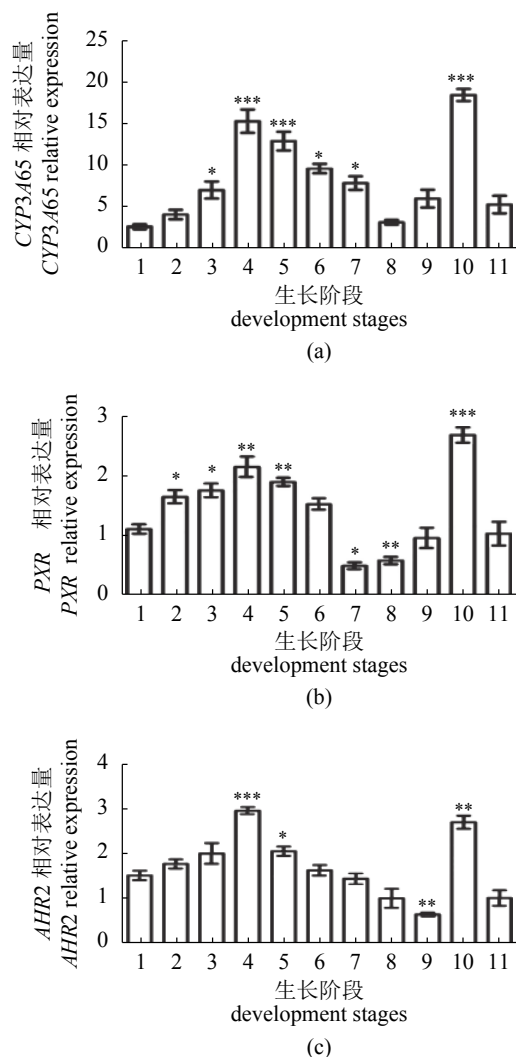 CYP3A65 相对表达量
CYP3A65 relative expression
25
20
15
10
5
0
* *** *** * * ***
1 2 3 4 5 6 7 8 9 10 11
生长阶段
development stages
(a)
PXR 相对表达量
PXR relative expression
3
2
1
0
* * ** ** * ** ***
1 2 3 4 5 6 7 8 9 10 11
生长阶段
development stages
(b)
AHR2 相对表达量
AHR2 relative expression
4
3
2
1
0
*** * ** **
1 2 3 4 5 6 7 8 9 10 11
生长阶段
development stages
(c)